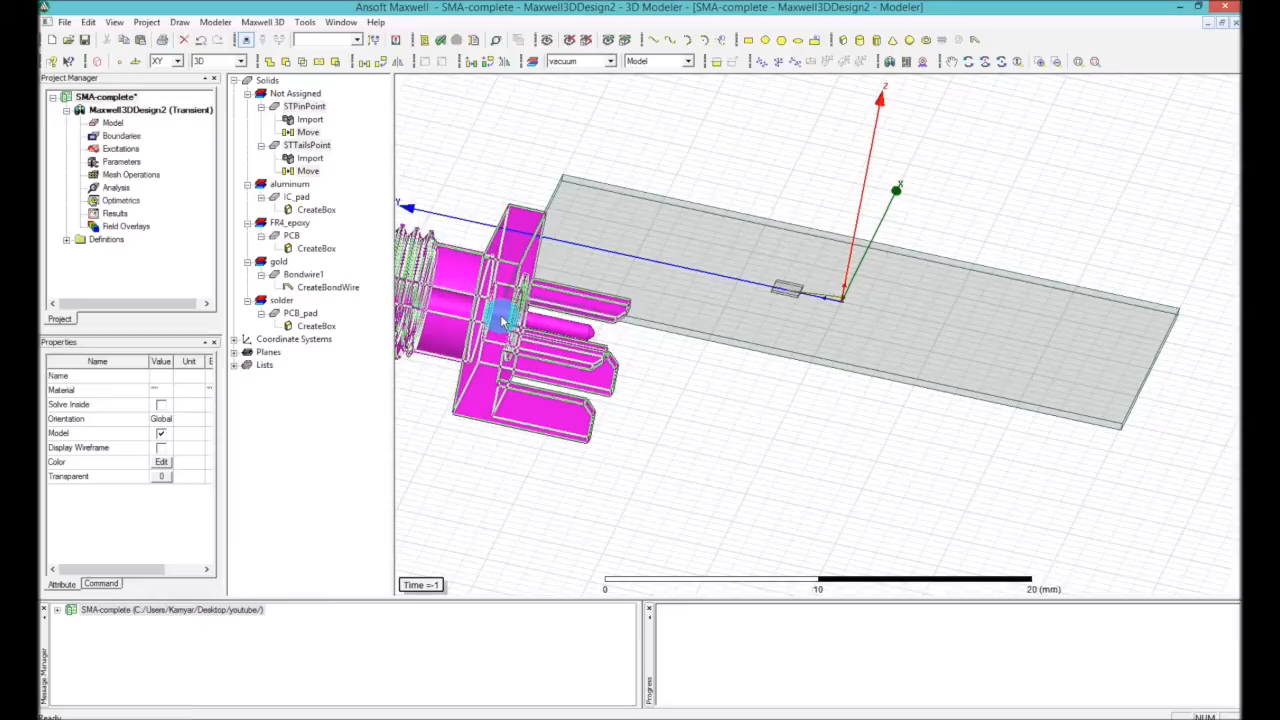 Ansoft Maxwell - SMA-complete - Maxwell3DDesign2 - 3D Modeler - [SMA-complete - Maxwell3DDesign2 - Modeler]
File Edit View Project Draw Modeler Maxwell 3D Tools Window Help
XY 3D vacuum Model
Project Manager
SMA-complete*
Maxwell3DDesign2 (Transient)
Model
Boundaries
Excitations
Parameters
Mesh Operations
Analysis
Optimetrics
Results
Field Overlays
Definitions
Project
Properties
Name Value Unit E
Name
Material ""
Solve Inside
Orientation Global
Model
Display Wireframe
Color Edit
Transparent 0
Attribute Command
Solids
Not Assigned
STPinPoint
Import
Move
STTailsPoint
Import
Move
aluminum
IC_pad
CreateBox
FR4_epoxy
PCB
CreateBox
gold
Bondwire1
CreateBondWire
solder
PCB_pad
CreateBox
Coordinate Systems
Planes
Lists
Z
X
Y
Time =-1
0 10 20 (mm)
SMA-complete (C:/Users/Kamyar/Desktop/youtube/)
Message Manager
Progress
Ready
NUM